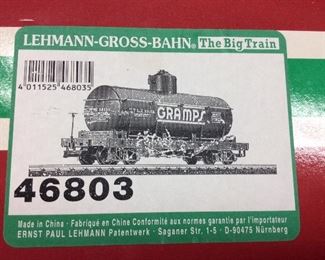 LEHMANN-GROSS-BAHN® The Big Train
4 011525 468035
GRAMPS
46803
Made in China · Fabriqué en Chine Conformité aux normes garantie par l'importateur
ERNST PAUL LEHMANN Patentwerk · Saganer Str. 1-5 · D-90475 Nürnberg